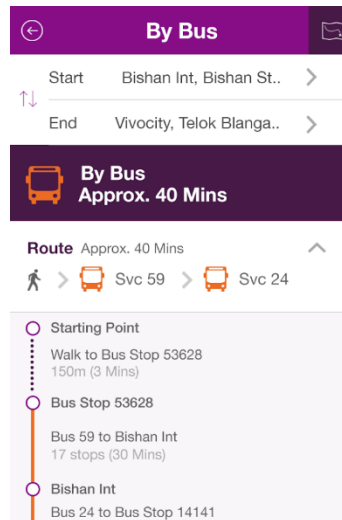 By Bus
Start Bishan Int, Bishan St..
End Vivocity, Telok Blanga..
By Bus
Approx. 40 Mins
Route Approx. 40 Mins
Svc 59 Svc 24
Starting Point
Walk to Bus Stop 53628
150m (3 Mins)
Bus Stop 53628
Bus 59 to Bishan Int
17 stops (30 Mins)
Bishan Int
Bus 24 to Bus Stop 14141